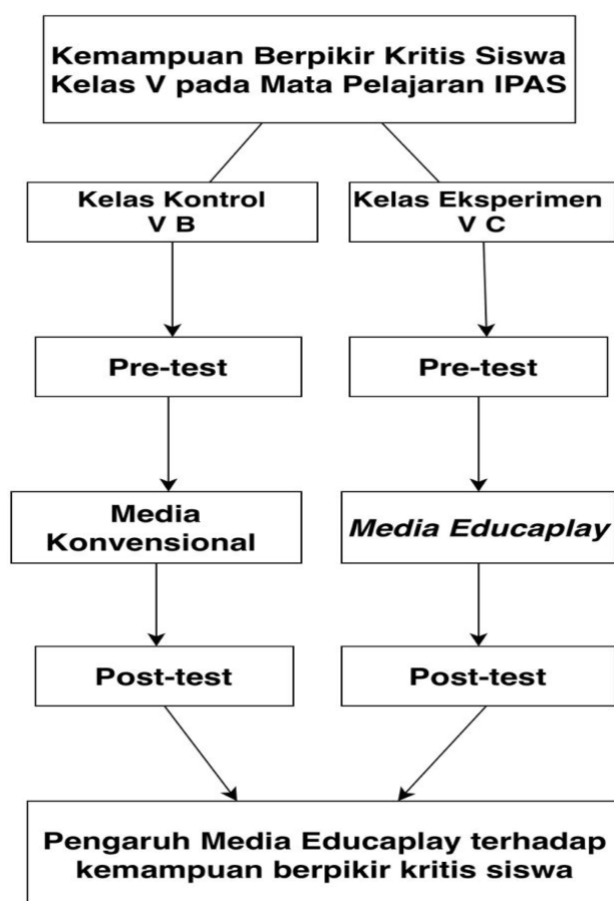 Kemampuan Berpikir Kritis Siswa
Kelas V pada Mata Pelajaran IPAS
Kelas Kontrol
V B
Kelas Eksperimen
V C
Pre-test
Pre-test
Media
Konvensional
Media Educaplay
Post-test
Post-test
Pengaruh Media Educaplay terhadap
kemampuan berpikir kritis siswa